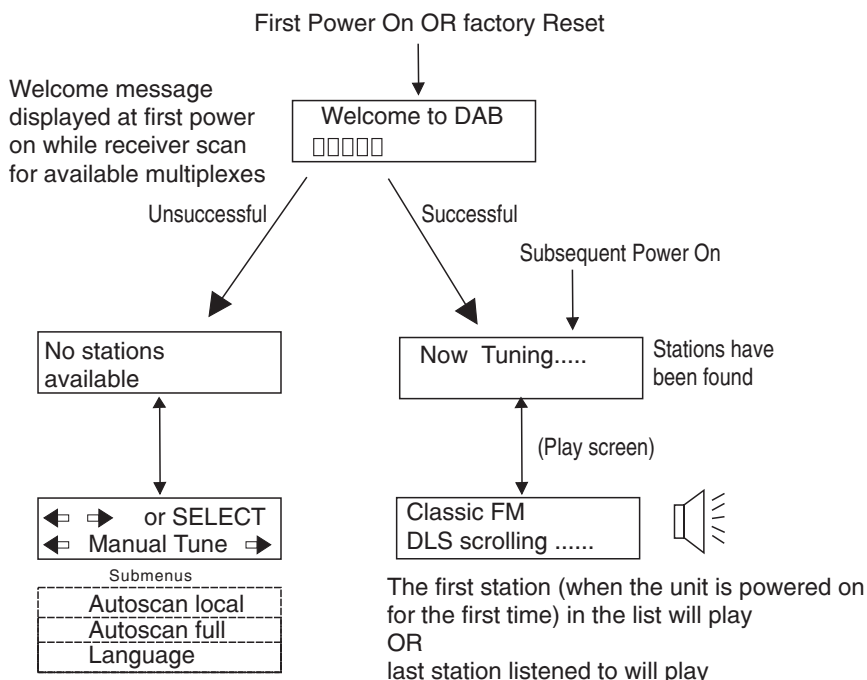 First Power On OR factory Reset
Welcome message
displayed at first power
on while receiver scan
for available multiplexes
Welcome to DAB
Unsuccessful
Successful
Subsequent Power On
No stations
available
Now Tuning.....
Stations have
been found
(Play screen)
or SELECT
Manual Tune
Submenus
Autoscan local
Autoscan full
Language
Classic FM
DLS scrolling ......
The first station (when the unit is powered on
for the first time) in the list will play
OR
last station listened to will play